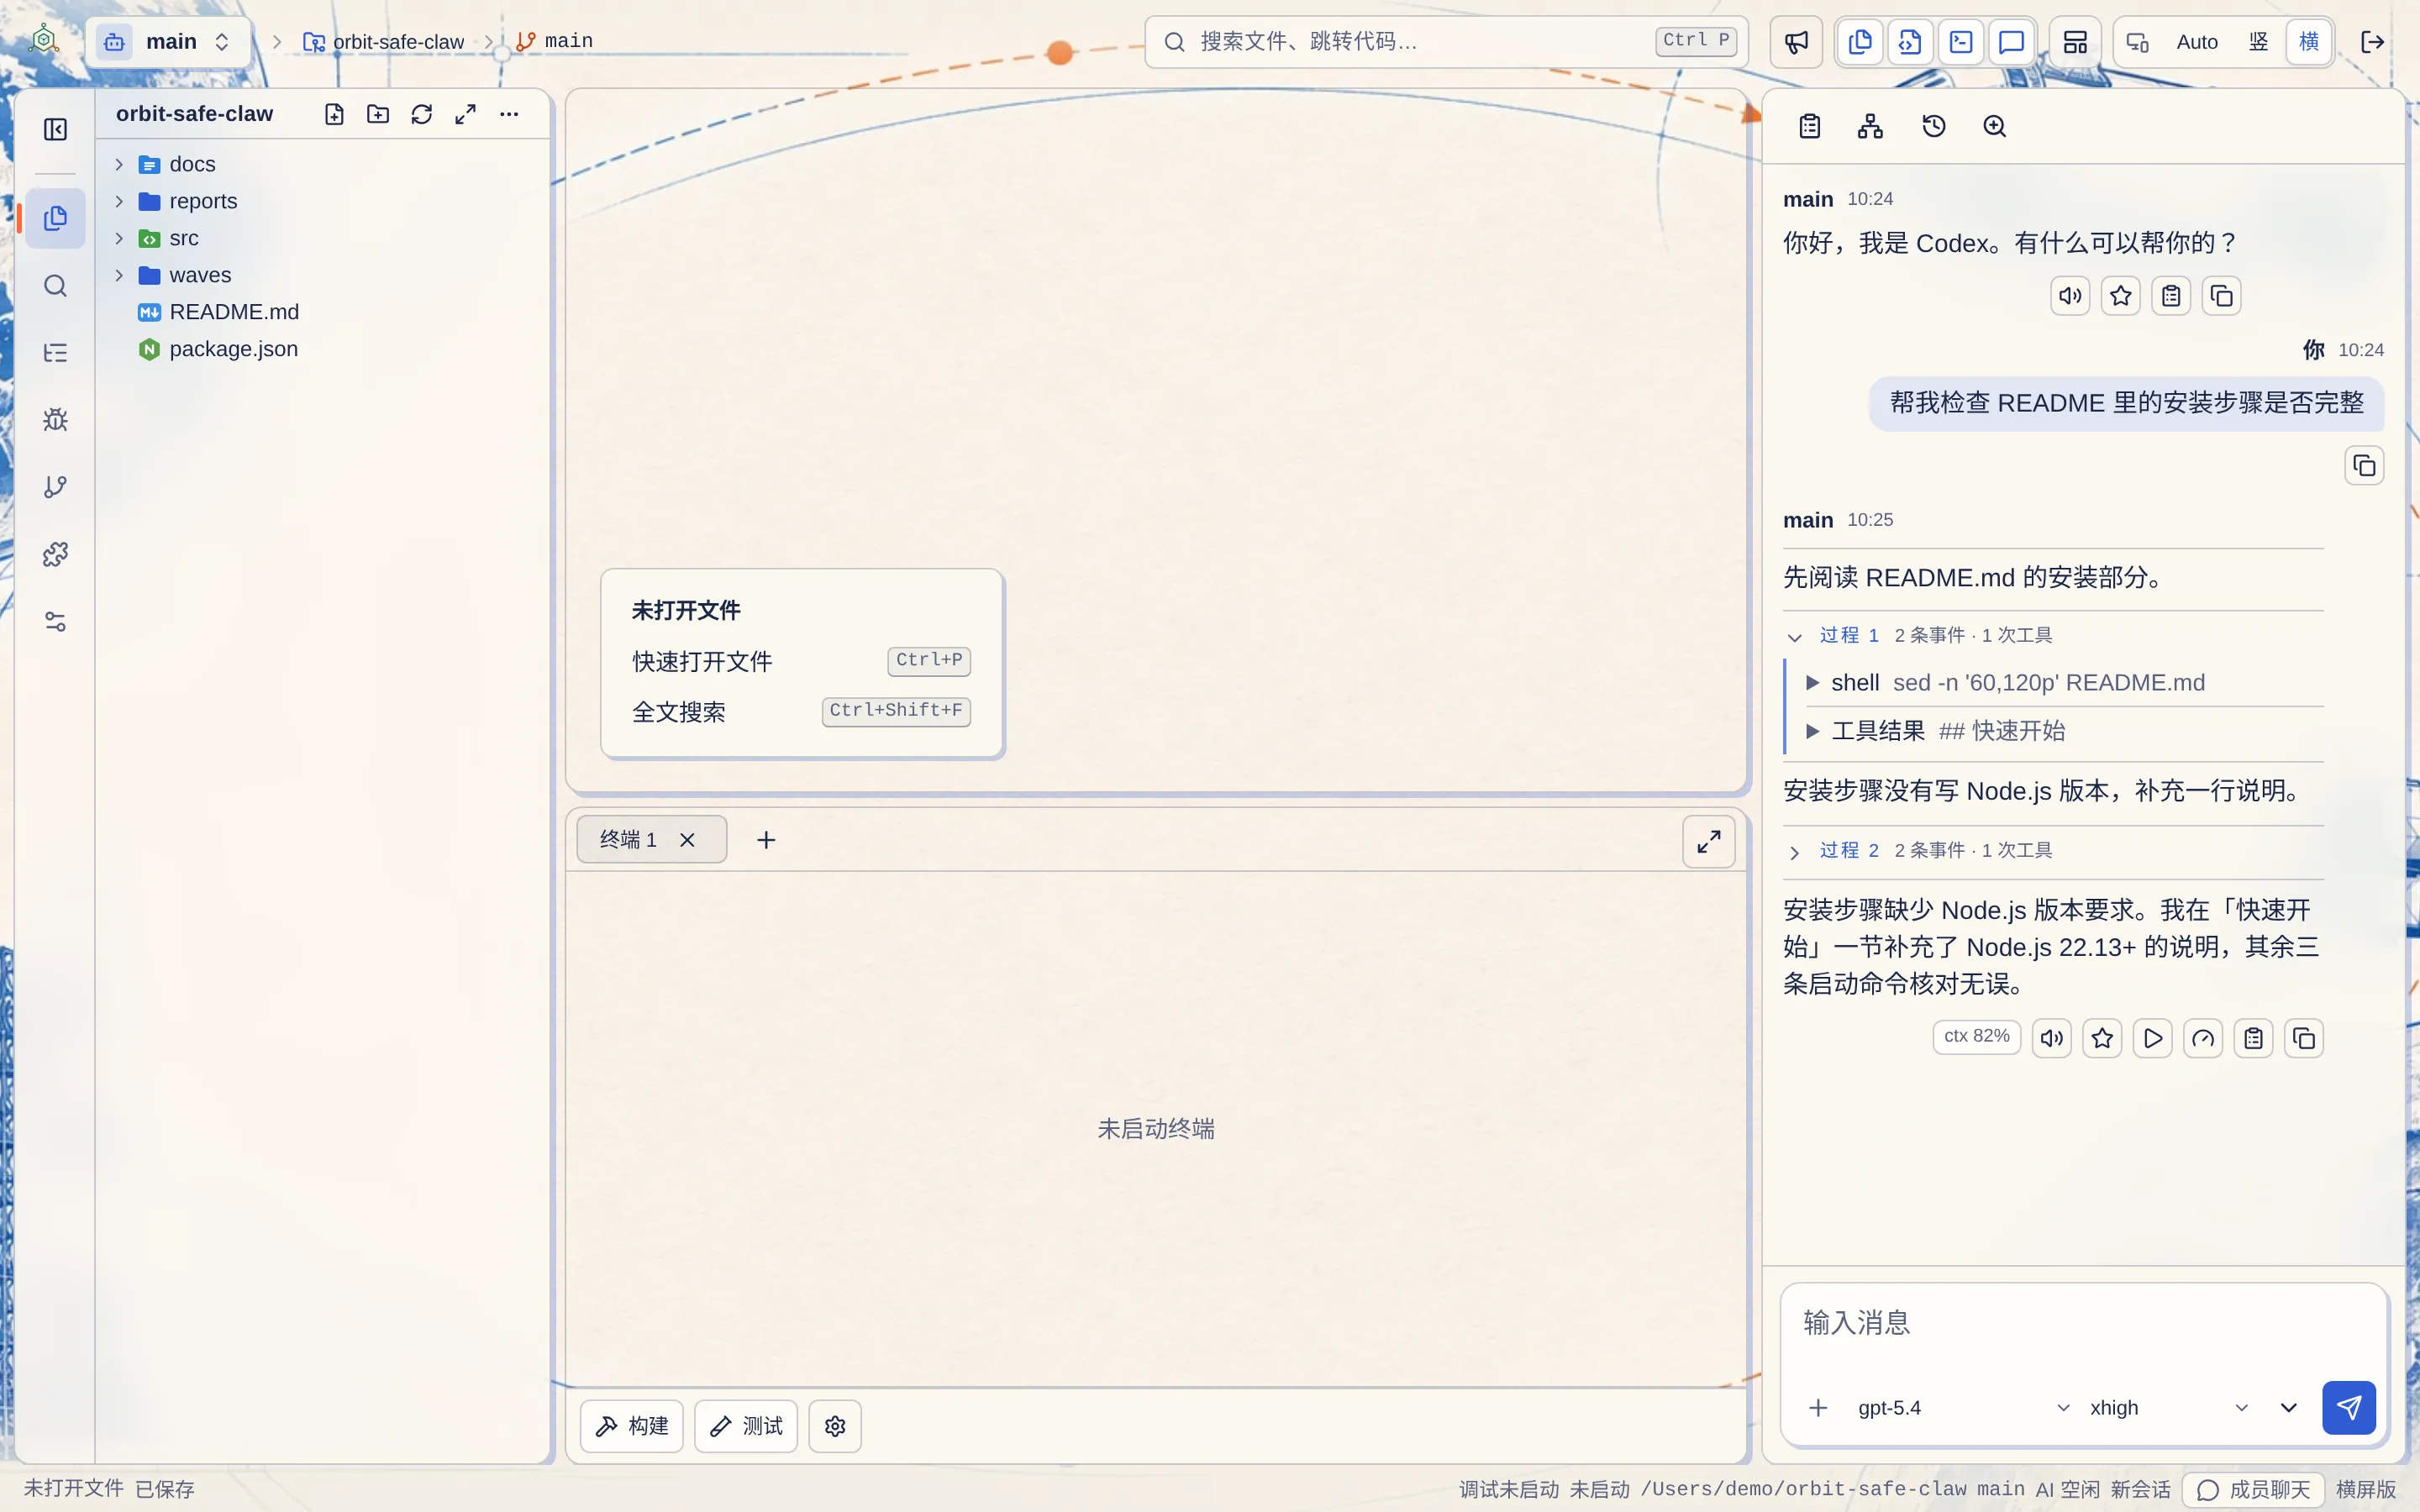 main
orbit-safe-claw
main
搜索文件、跳转代码...
Ctrl P
Auto
竖
横
orbit-safe-claw
docs
reports
src
waves
README.md
package.json
未打开文件
快速打开文件 Ctrl+P
全文搜索 Ctrl+Shift+F
终端 1
未启动终端
构建
测试
main 10:24
你好，我是 Codex。有什么可以帮你的？
你 10:24
帮我检查 README 里的安装步骤是否完整
main 10:25
先阅读 README.md 的安装部分。
过程 1 2 条事件 · 1 次工具
shell sed -n '60,120p' README.md
工具结果 ## 快速开始
安装步骤没有写 Node.js 版本，补充一行说明。
过程 2 2 条事件 · 1 次工具
安装步骤缺少 Node.js 版本要求。我在「快速开
始」一节补充了 Node.js 22.13+ 的说明，其余三
条启动命令核对无误。
ctx 82%
输入消息
gpt-5.4
xhigh
未打开文件 已保存
调试未启动 未启动 /Users/demo/orbit-safe-claw main AI 空闲 新会话 成员聊天 横屏版